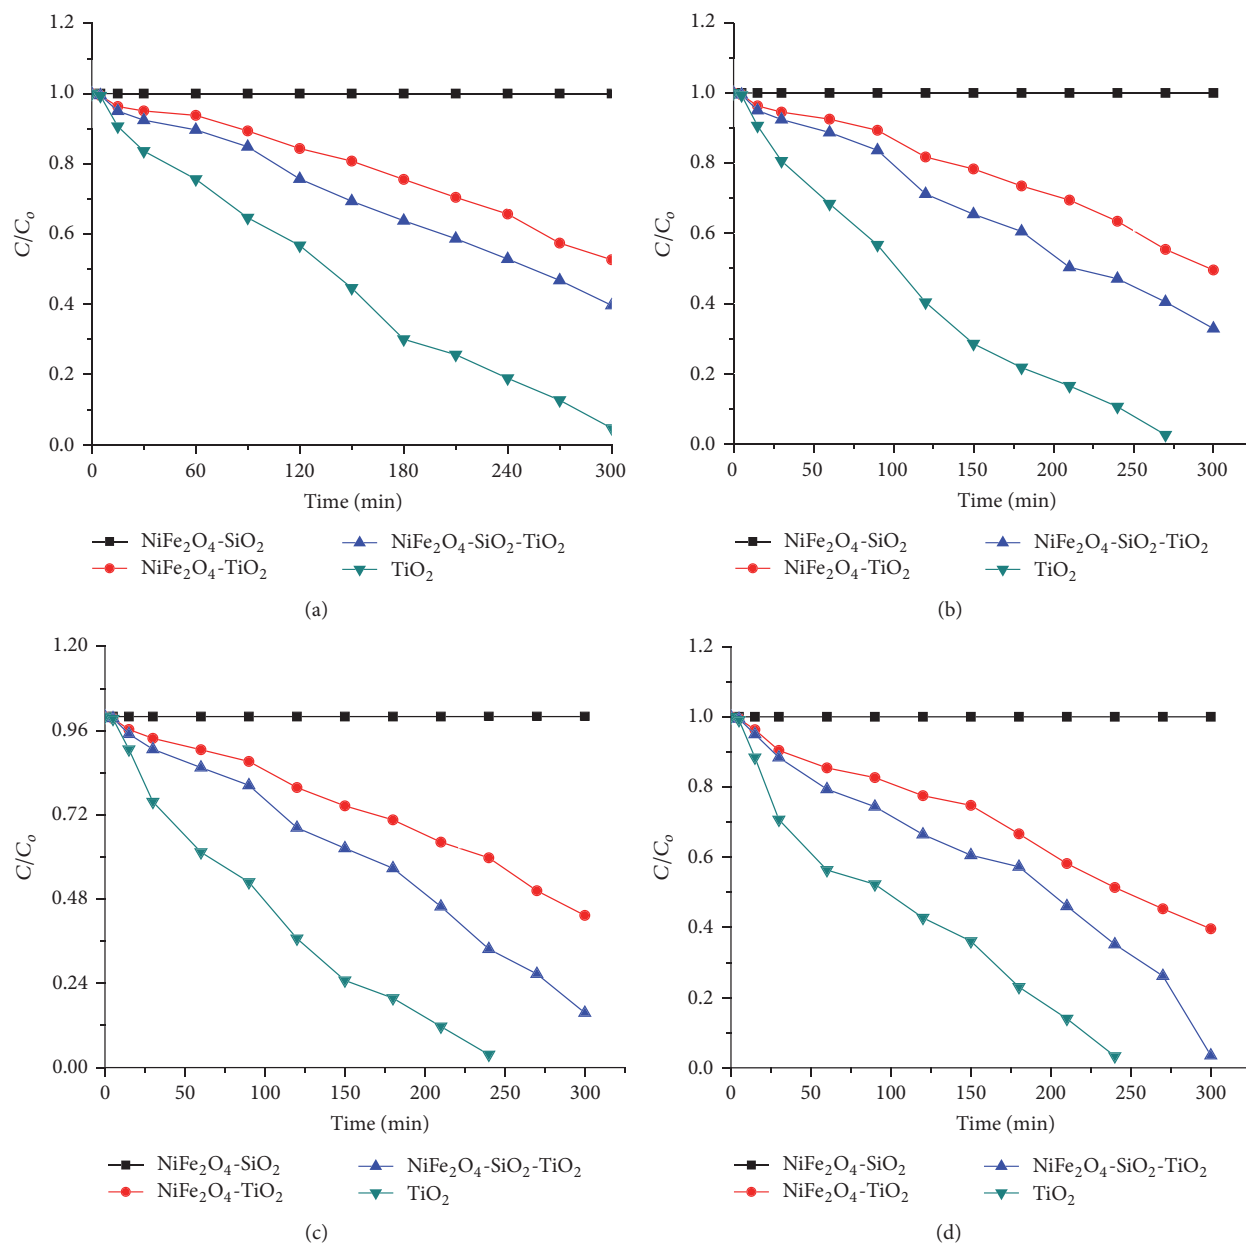 (a)
1.2
1.0
0.8
0.6
0.4
0.2
0.0
C/Cₒ
0 60 120 180 240 300
Time (min)
NiFe₂O₄-SiO₂
NiFe₂O₄-TiO₂
NiFe₂O₄-SiO₂-TiO₂
TiO₂
1.2
1.0
0.8
0.6
0.4
0.2
0.0
C/Cₒ
0 50 100 150 200 250 300
Time (min)
NiFe₂O₄-SiO₂
NiFe₂O₄-TiO₂
NiFe₂O₄-SiO₂-TiO₂
TiO₂
(b)
1.20
0.96
0.72
0.48
0.24
0.00
C/Cₒ
0 50 100 150 200 250 300
Time (min)
NiFe₂O₄-SiO₂
NiFe₂O₄-TiO₂
NiFe₂O₄-SiO₂-TiO₂
TiO₂
(c)
1.2
1.0
0.8
0.6
0.4
0.2
0.0
C/Cₒ
0 50 100 150 200 250 300
Time (min)
NiFe₂O₄-SiO₂
NiFe₂O₄-TiO₂
NiFe₂O₄-SiO₂-TiO₂
TiO₂
(d)